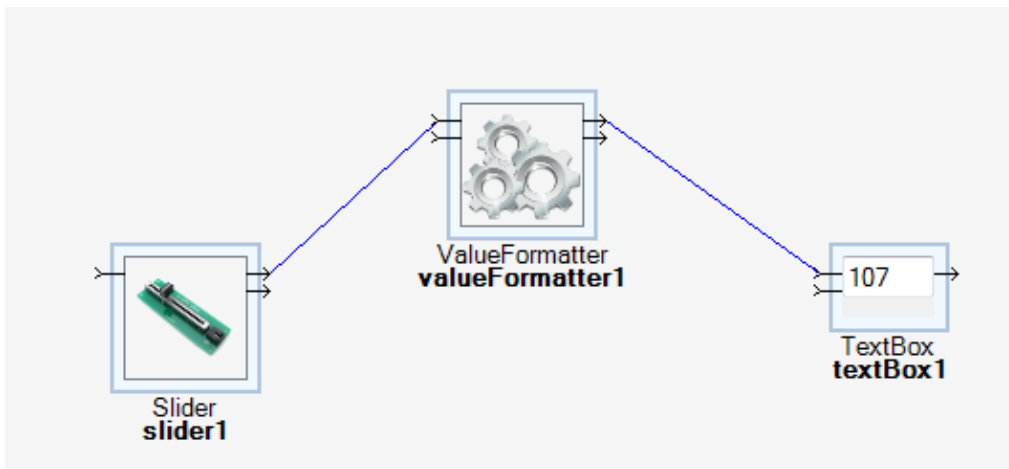 ValueFormatter
valueFormatter1
107
TextBox
textBox1
Slider
slider1